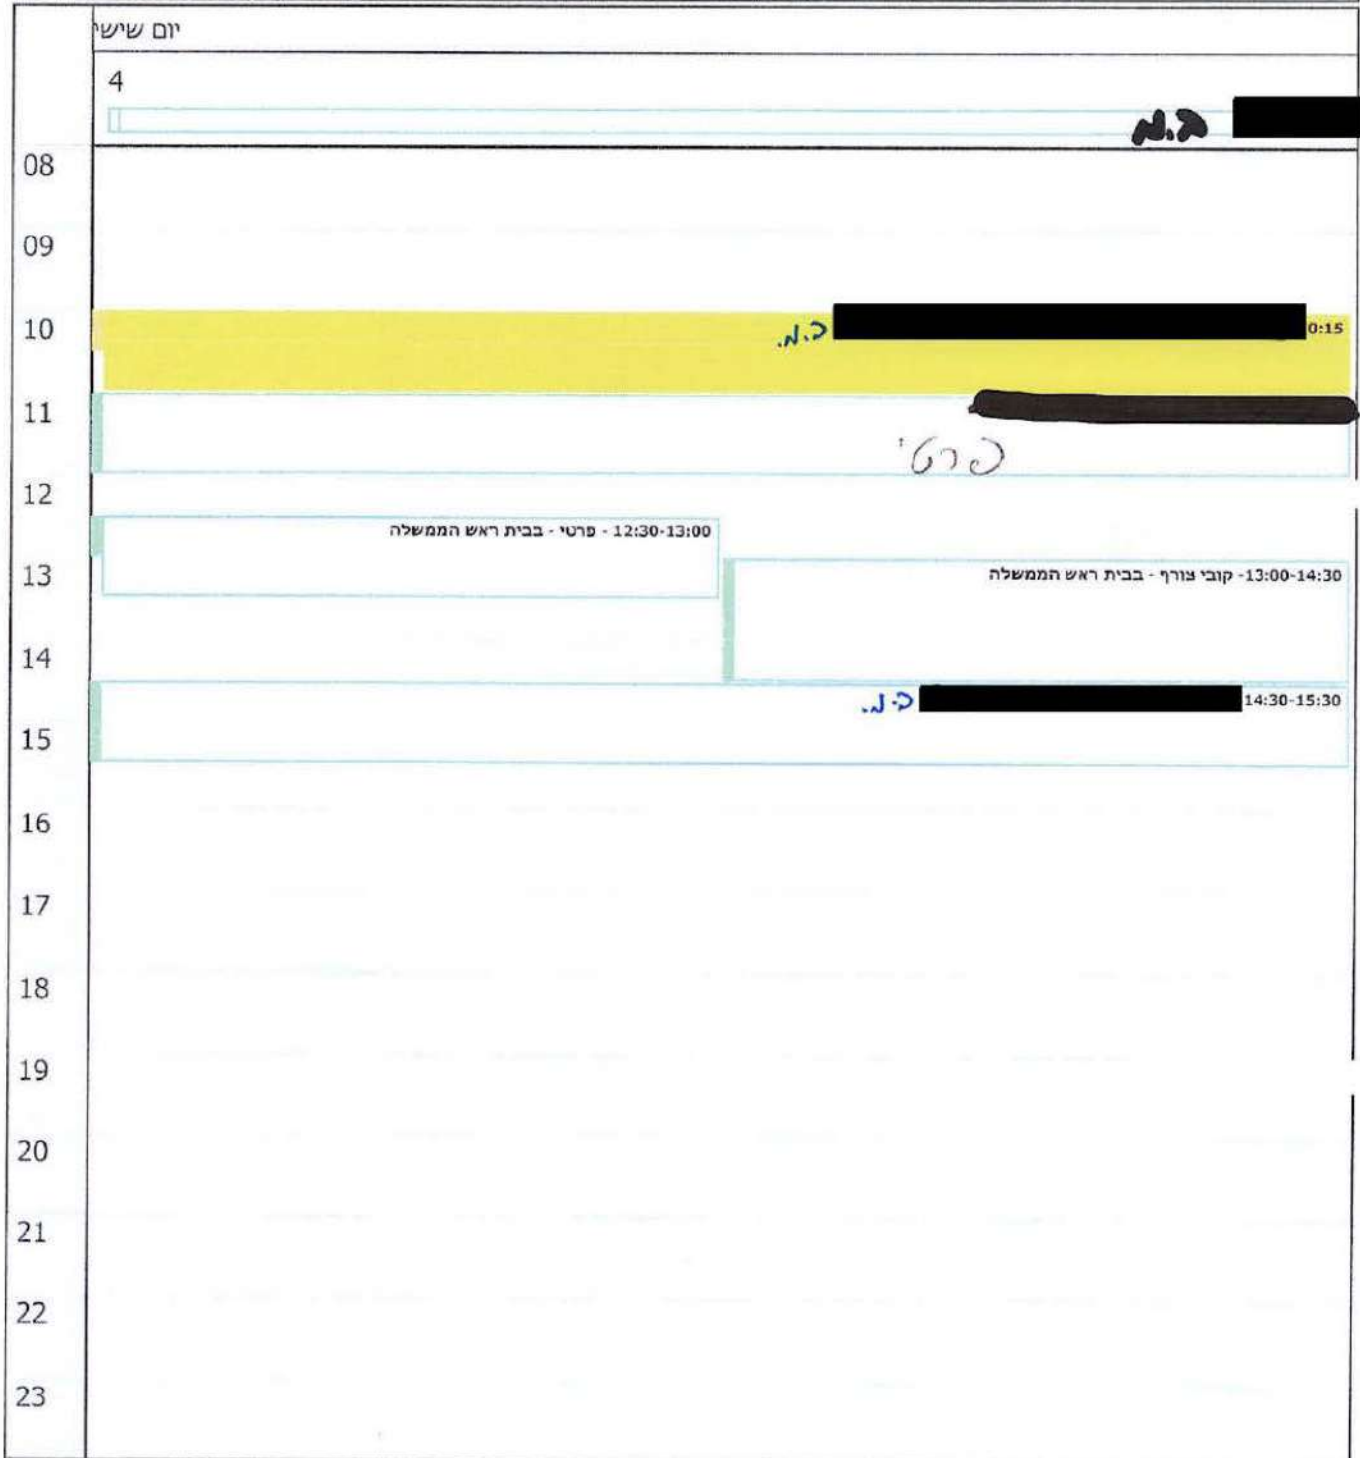 יום שישי
4
ב.מ
08
09
10
0:15 ב.מ.
11
פרטי
12
12:30-13:00 - פרטי - בבית ראש הממשלה
13:00-14:30- קובי צורף - בבית ראש הממשלה
13
14
14:30-15:30 ב.מ.
15
16
17
18
19
20
21
22
23